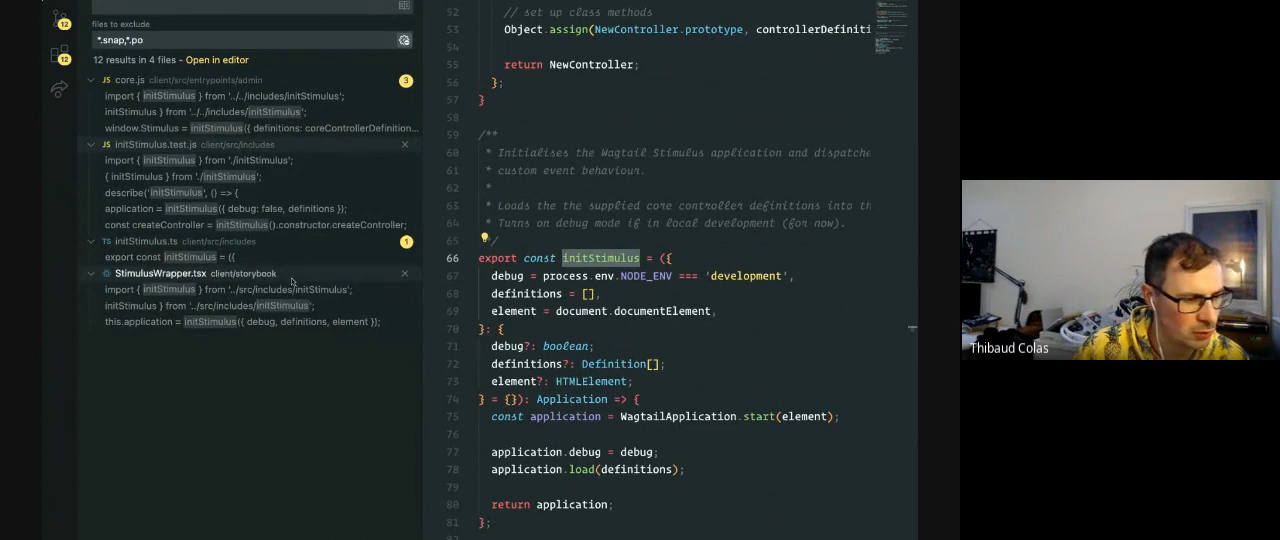 12
12
files to exclude
*.snap,*.po
12 results in 4 files - Open in editor
core.js client/src/entrypoints/admin 3
import { initStimulus } from '../../includes/initStimulus';
initStimulus } from '../../includes/initStimulus';
window.Stimulus = initStimulus({ definitions: coreControllerDefinition...
initStimulus.test.js client/src/includes
import { initStimulus } from './initStimulus';
{ initStimulus } from './initStimulus';
describe('initStimulus', () => {
application = initStimulus({ debug: false, definitions });
const createController = initStimulus().constructor.createController;
initStimulus.ts client/src/includes 1
export const initStimulus = ({
StimulusWrapper.tsx client/storybook
import { initStimulus } from '../src/includes/initStimulus';
initStimulus } from '../src/includes/initStimulus';
this.application = initStimulus({ debug, definitions, element });
52 // set up class methods
53 Object.assign(NewController.prototype, controllerDefiniti
54
55 return NewController;
56 };
57 }
58
59 /**
60 * Initialises the Wagtail Stimulus application and dispatche
61 * custom event behaviour.
62 *
63 * Loads the the supplied core controller definitions into th
64 * Turns on debug mode if in local development (for now).
65 */
66 export const initStimulus = ({
67 debug = process.env.NODE_ENV === 'development',
68 definitions = [],
69 element = document.documentElement,
70 }: {
71 debug?: boolean;
72 definitions?: Definition[];
73 element?: HTMLElement;
74 } = {}): Application => {
75 const application = WagtailApplication.start(element);
76
77 application.debug = debug;
78 application.load(definitions);
79
80 return application;
81 };
Thibaud Colas